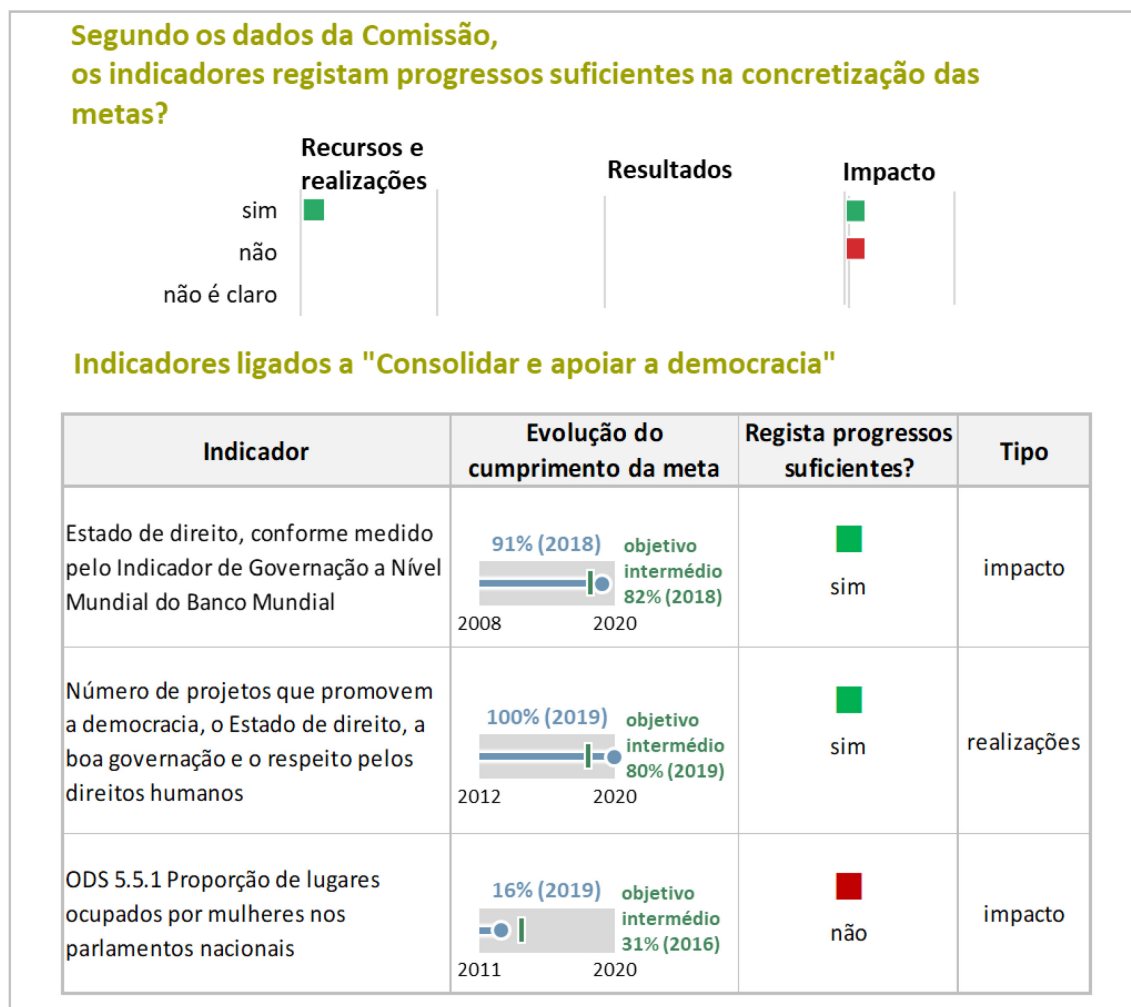 Segundo os dados da Comissão,
os indicadores registam progressos suficientes na concretização das
metas?
Recursos e
realizações
Resultados
Impacto
sim
não
não é claro
Indicadores ligados a "Consolidar e apoiar a democracia"
Indicador
Evolução do
cumprimento da meta
Regista progressos
suficientes?
Tipo
Estado de direito, conforme medido
pelo Indicador de Governação a Nível
Mundial do Banco Mundial
91% (2018)
objetivo
intermédio
82% (2018)
2008
2020
sim
impacto
Número de projetos que promovem
a democracia, o Estado de direito, a
boa governação e o respeito pelos
direitos humanos
100% (2019)
objetivo
intermédio
80% (2019)
2012
2020
sim
realizações
ODS 5.5.1 Proporção de lugares
ocupados por mulheres nos
parlamentos nacionais
16% (2019)
objetivo
intermédio
31% (2016)
2011
2020
não
impacto